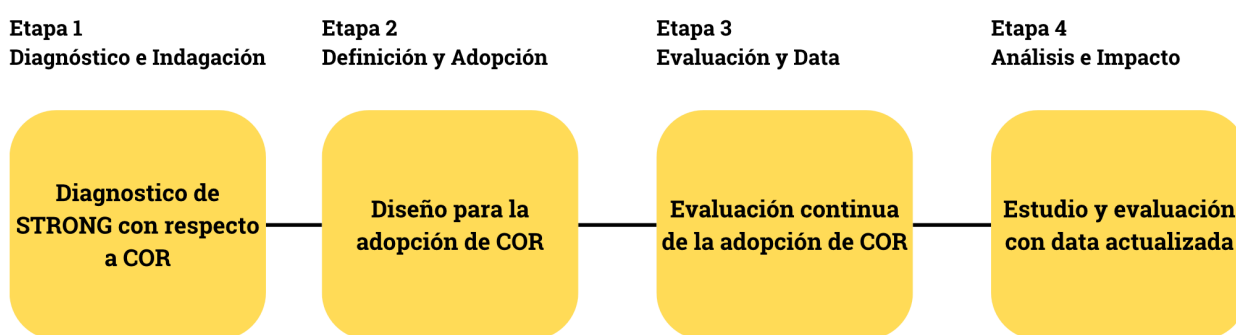 Etapa 1
Diagnóstico e Indagación
Etapa 2
Definición y Adopción
Etapa 3
Evaluación y Data
Etapa 4
Análisis e Impacto
Diagnostico de
STRONG con respecto
a COR
Diseño para la
adopción de COR
Evaluación continua
de la adopción de COR
Estudio y evaluación
con data actualizada